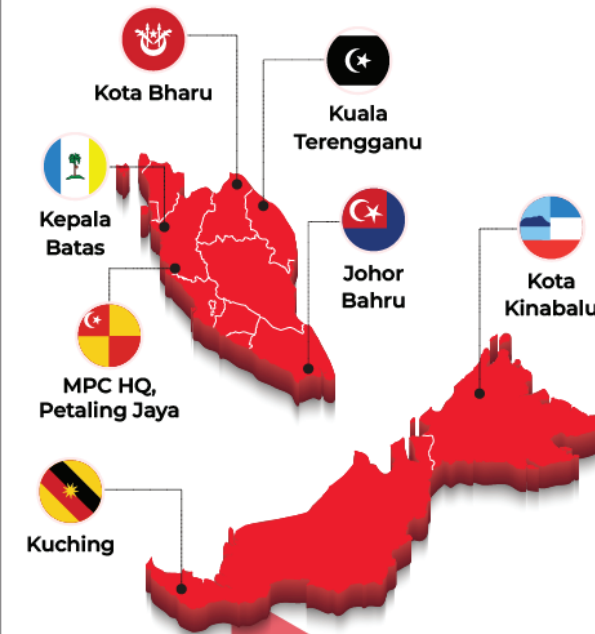 Kota Bharu
Kuala
Terengganu
Kepala
Batas
Johor
Bahru
Kota
Kinabalu
MPC HQ,
Petaling Jaya
Kuching